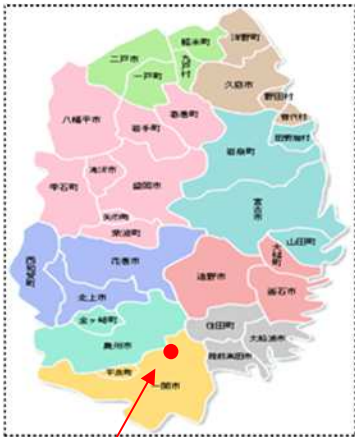 軽米町
洋野町
二戸市
九戸村
一戸町
久慈市
野田村
普代村
八幡平市
葛巻町
岩手町
田野畑村
岩泉町
滝沢市
雫石町
盛岡市
宮古市
矢巾町
紫波町
山田町
大槌町
西和賀町
花巻市
遠野市
釜石市
北上市
金ヶ崎町
住田町
大船渡市
奥州市
陸前高田市
平泉町
一関市